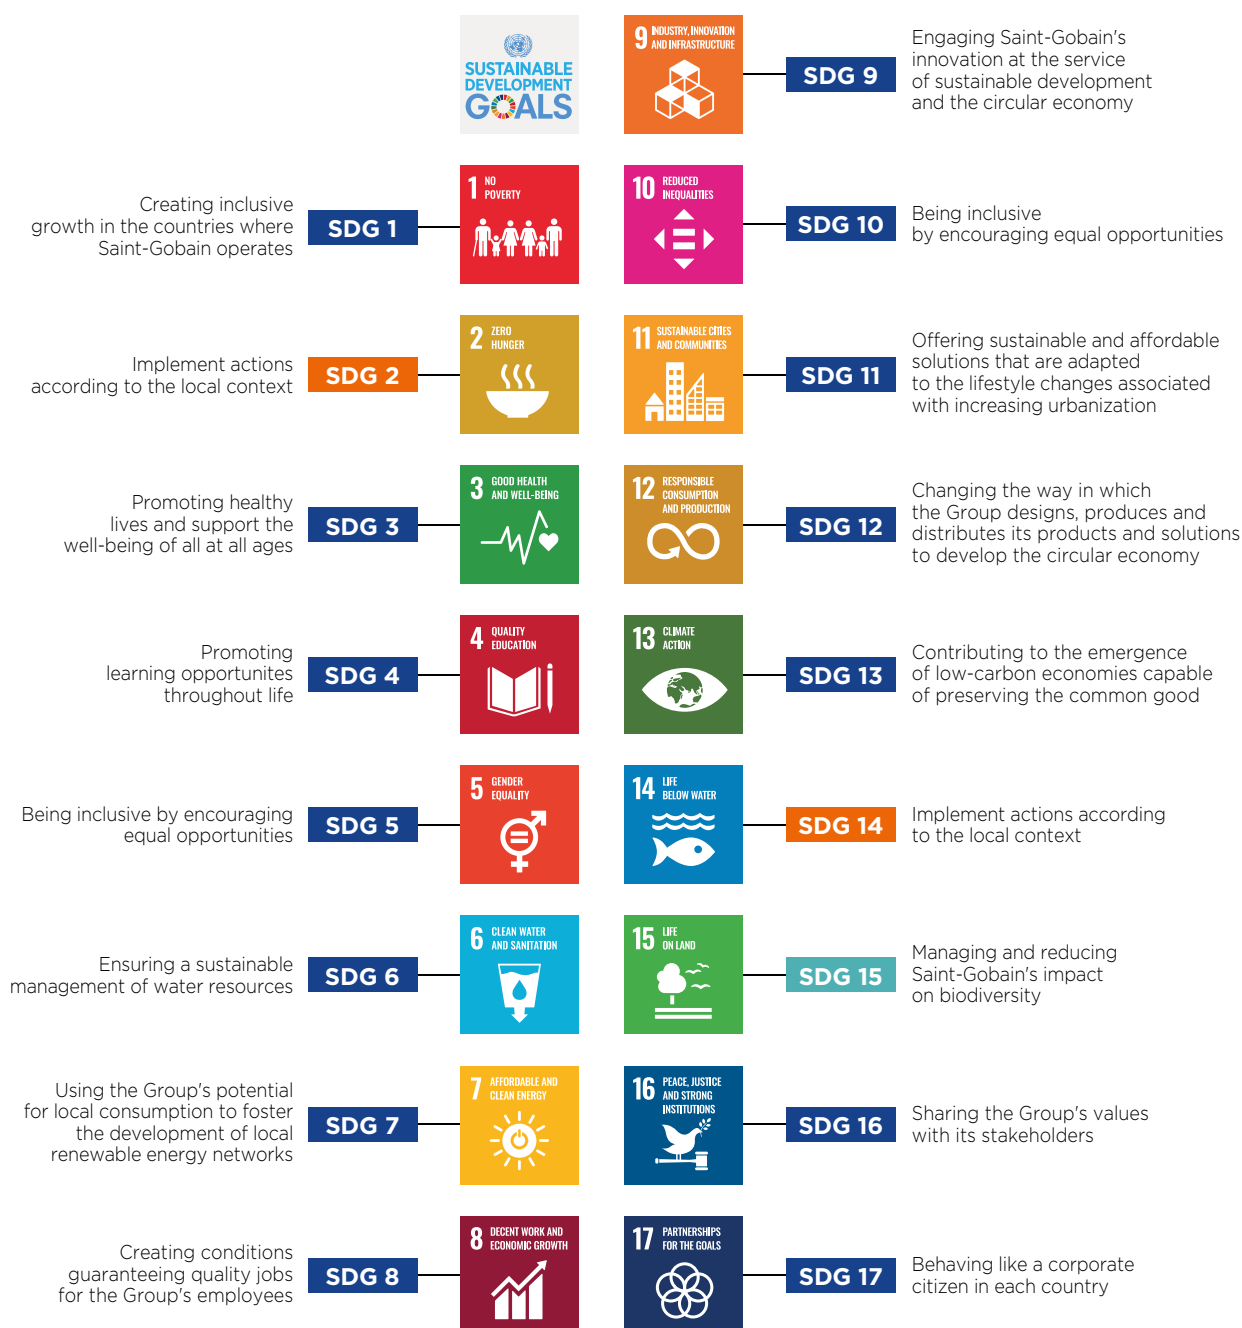 SUSTAINABLE
DEVELOPMENT
GOALS
Creating inclusive
growth in the countries where
Saint-Gobain operates
SDG 1
1 NO
POVERTY
Implement actions
according to the local context
SDG 2
2 ZERO
HUNGER
Promoting healthy
lives and support the
well-being of all at all ages
SDG 3
3 GOOD HEALTH
AND WELL-BEING
Promoting
learning opportunites
throughout life
SDG 4
4 QUALITY
EDUCATION
Being inclusive by encouraging
equal opportunities
SDG 5
5 GENDER
EQUALITY
Ensuring a sustainable
management of water resources
SDG 6
6 CLEAN WATER
AND SANITATION
Using the Group's potential
for local consumption to foster
the development of local
renewable energy networks
SDG 7
7 AFFORDABLE AND
CLEAN ENERGY
Creating conditions
guaranteeing quality jobs
for the Group's employees
SDG 8
8 DECENT WORK AND
ECONOMIC GROWTH
9 INDUSTRY, INNOVATION
AND INFRASTRUCTURE
SDG 9
Engaging Saint-Gobain's
innovation at the service
of sustainable development
and the circular economy
10 REDUCED
INEQUALITIES
SDG 10
Being inclusive
by encouraging equal opportunities
11 SUSTAINABLE CITIES
AND COMMUNITIES
SDG 11
Offering sustainable and affordable
solutions that are adapted
to the lifestyle changes associated
with increasing urbanization
12 RESPONSIBLE
CONSUMPTION
AND PRODUCTION
SDG 12
Changing the way in which
the Group designs, produces and
distributes its products and solutions
to develop the circular economy
13 CLIMATE
ACTION
SDG 13
Contributing to the emergence
of low-carbon economies capable
of preserving the common good
14 LIFE
BELOW WATER
SDG 14
Implement actions according
to the local context
15 LIFE
ON LAND
SDG 15
Managing and reducing
Saint-Gobain's impact
on biodiversity
16 PEACE, JUSTICE
AND STRONG
INSTITUTIONS
SDG 16
Sharing the Group's values
with its stakeholders
17 PARTNERSHIPS
FOR THE GOALS
SDG 17
Behaving like a corporate
citizen in each country